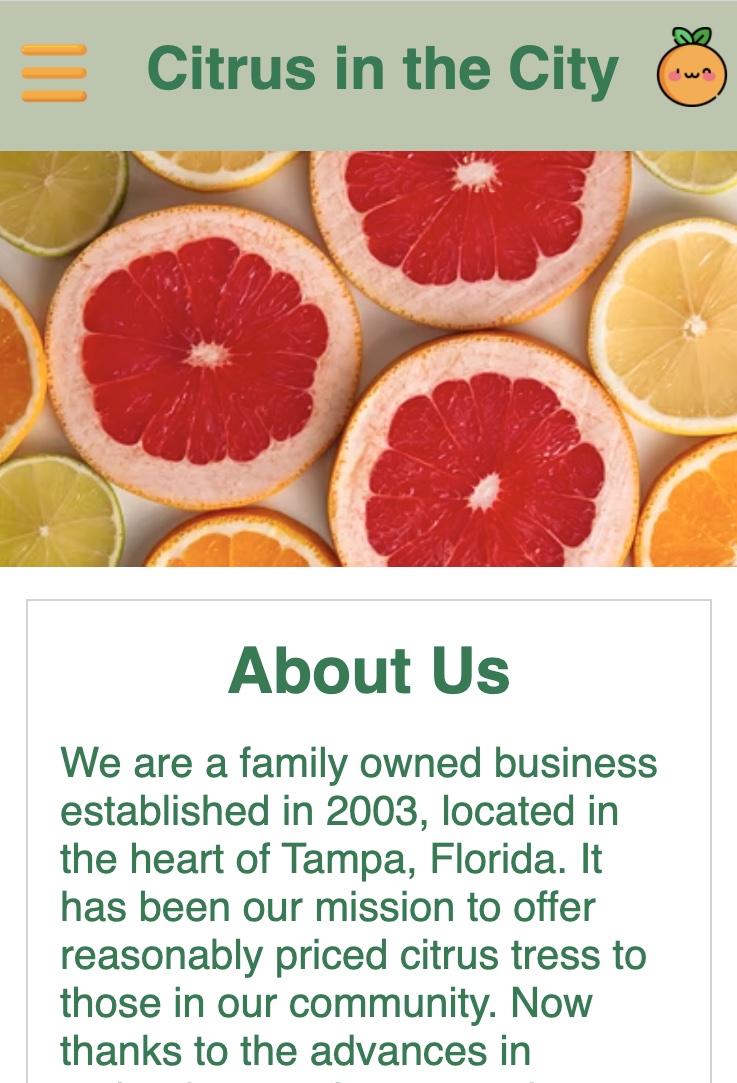 Citrus in the City
About Us
We are a family owned business
established in 2003, located in
the heart of Tampa, Florida. It
has been our mission to offer
reasonably priced citrus tress to
those in our community. Now
thanks to the advances in